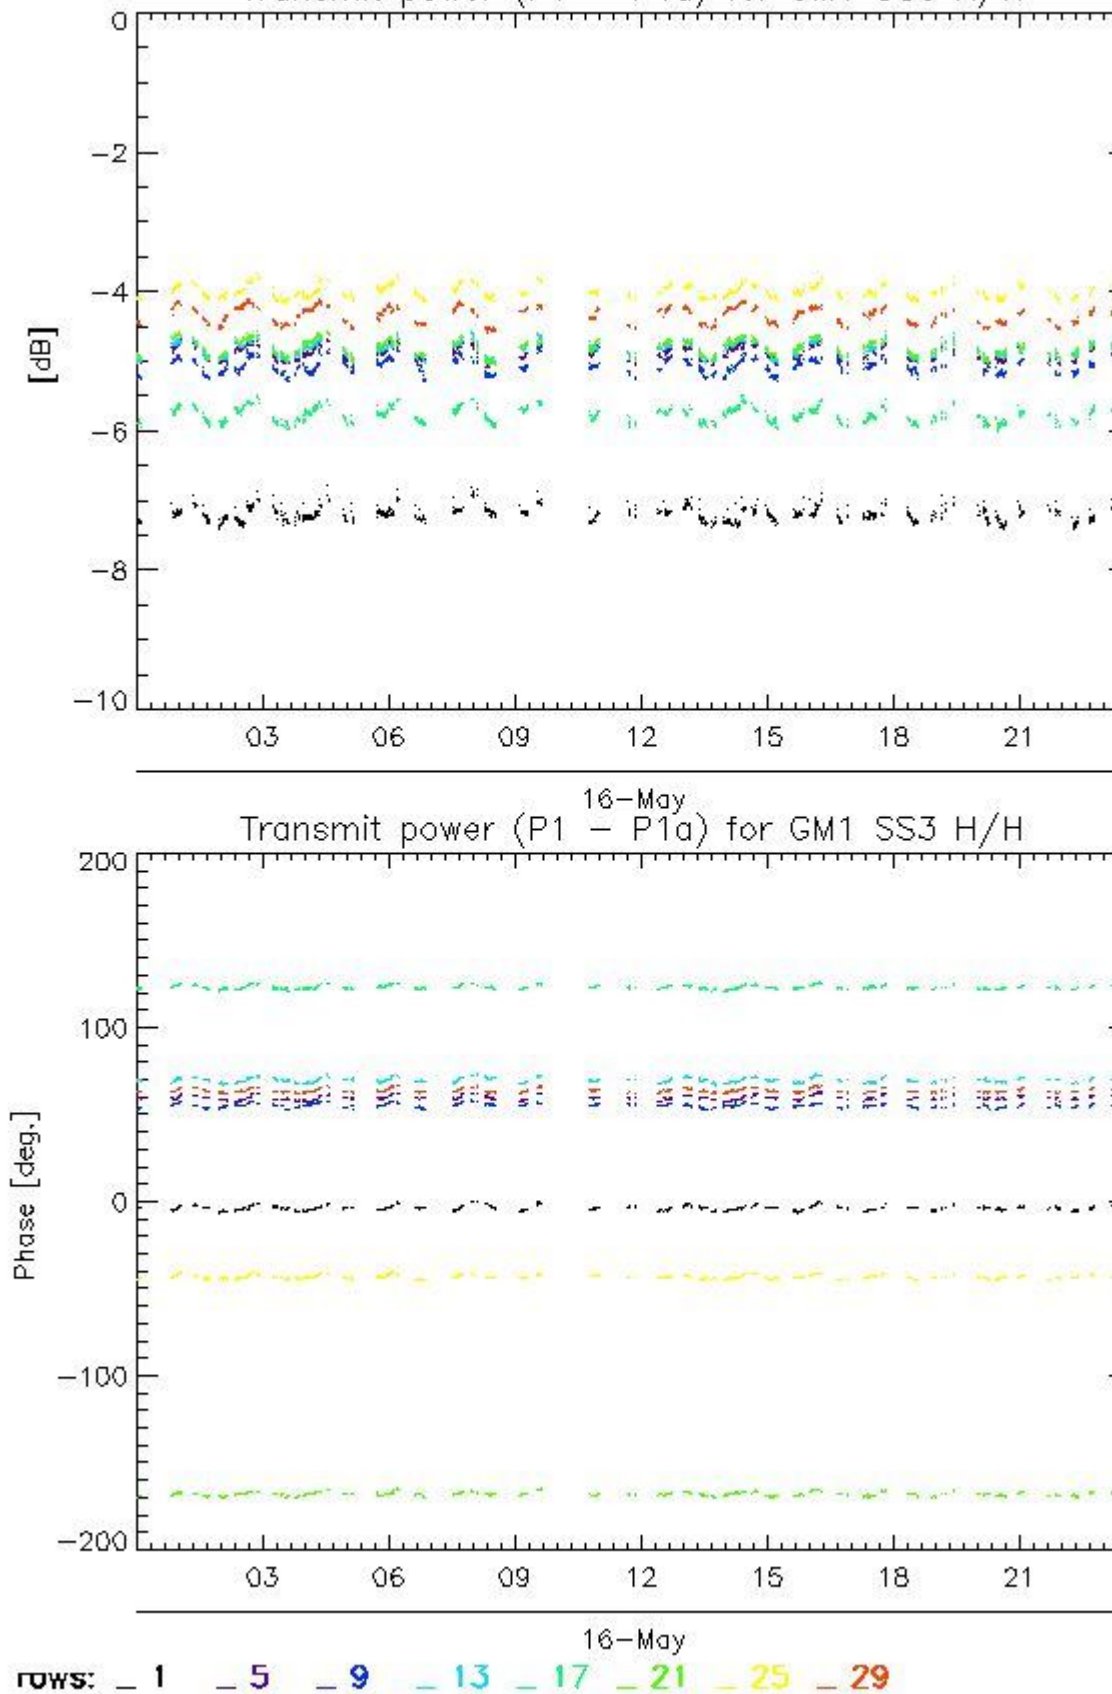 0
−2
−4
[dB]
−6
−8
−10
03 06 09 12 15 18 21
16−May
Transmit power (P1 − P1a) for GM1 SS3 H/H
200
100
Phase [deg.]
0
−100
−200
03 06 09 12 15 18 21
16−May
rows: _ 1 _ 5 _ 9 _ 13 _ 17 _ 21 _ 25 _ 29